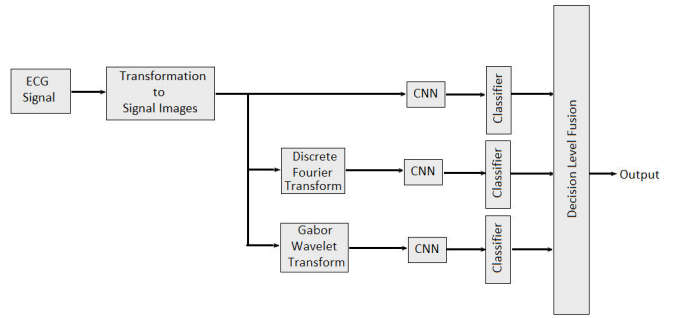 ECG
Signal
Transformation
to
Signal Images
CNN
Classifier
Discrete
Fourier
Transform
CNN
Classifier
Gabor
Wavelet
Transform
CNN
Classifier
Decision Level Fusion
Output